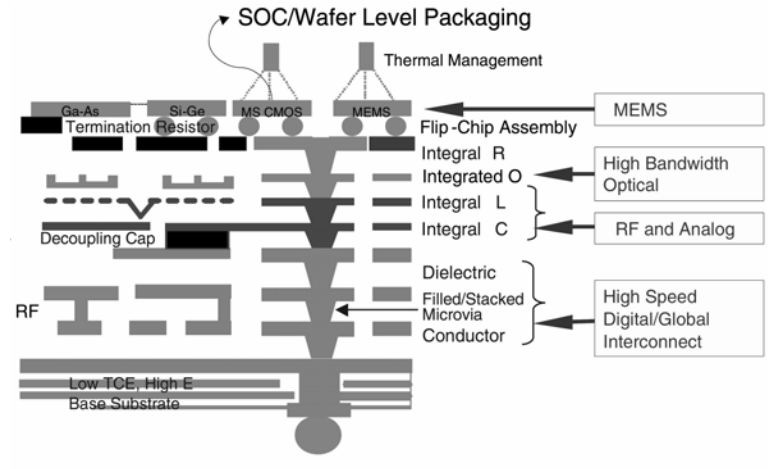 SOC/Wafer Level Packaging
Thermal Management
Ga-As
Si-Ge
MS CMOS
MEMS
MEMS
Termination Resistor
Flip-Chip Assembly
Integral R
Integrated O
High Bandwidth
Optical
Integral L
Integral C
RF and Analog
Decoupling Cap
Dielectric
RF
Filled/Stacked
Microvia
Conductor
High Speed
Digital/Global
Interconnect
Low TCE, High E
Base Substrate